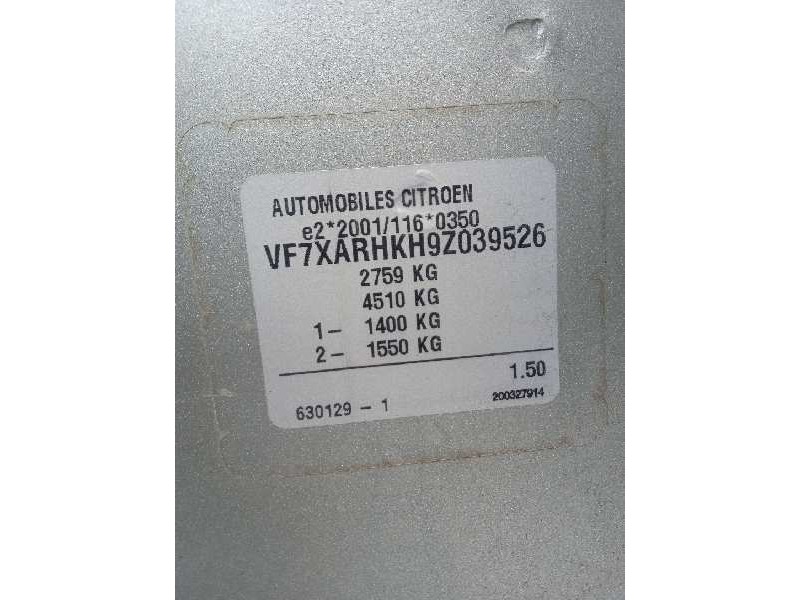 AUTOMOBILES CITROEN
e2*2001/116*0350
VF7XARHKH9Z039526
2759 KG
4510 KG
1- 1400 KG
2- 1550 KG
1.50
630129 - 1
200327914